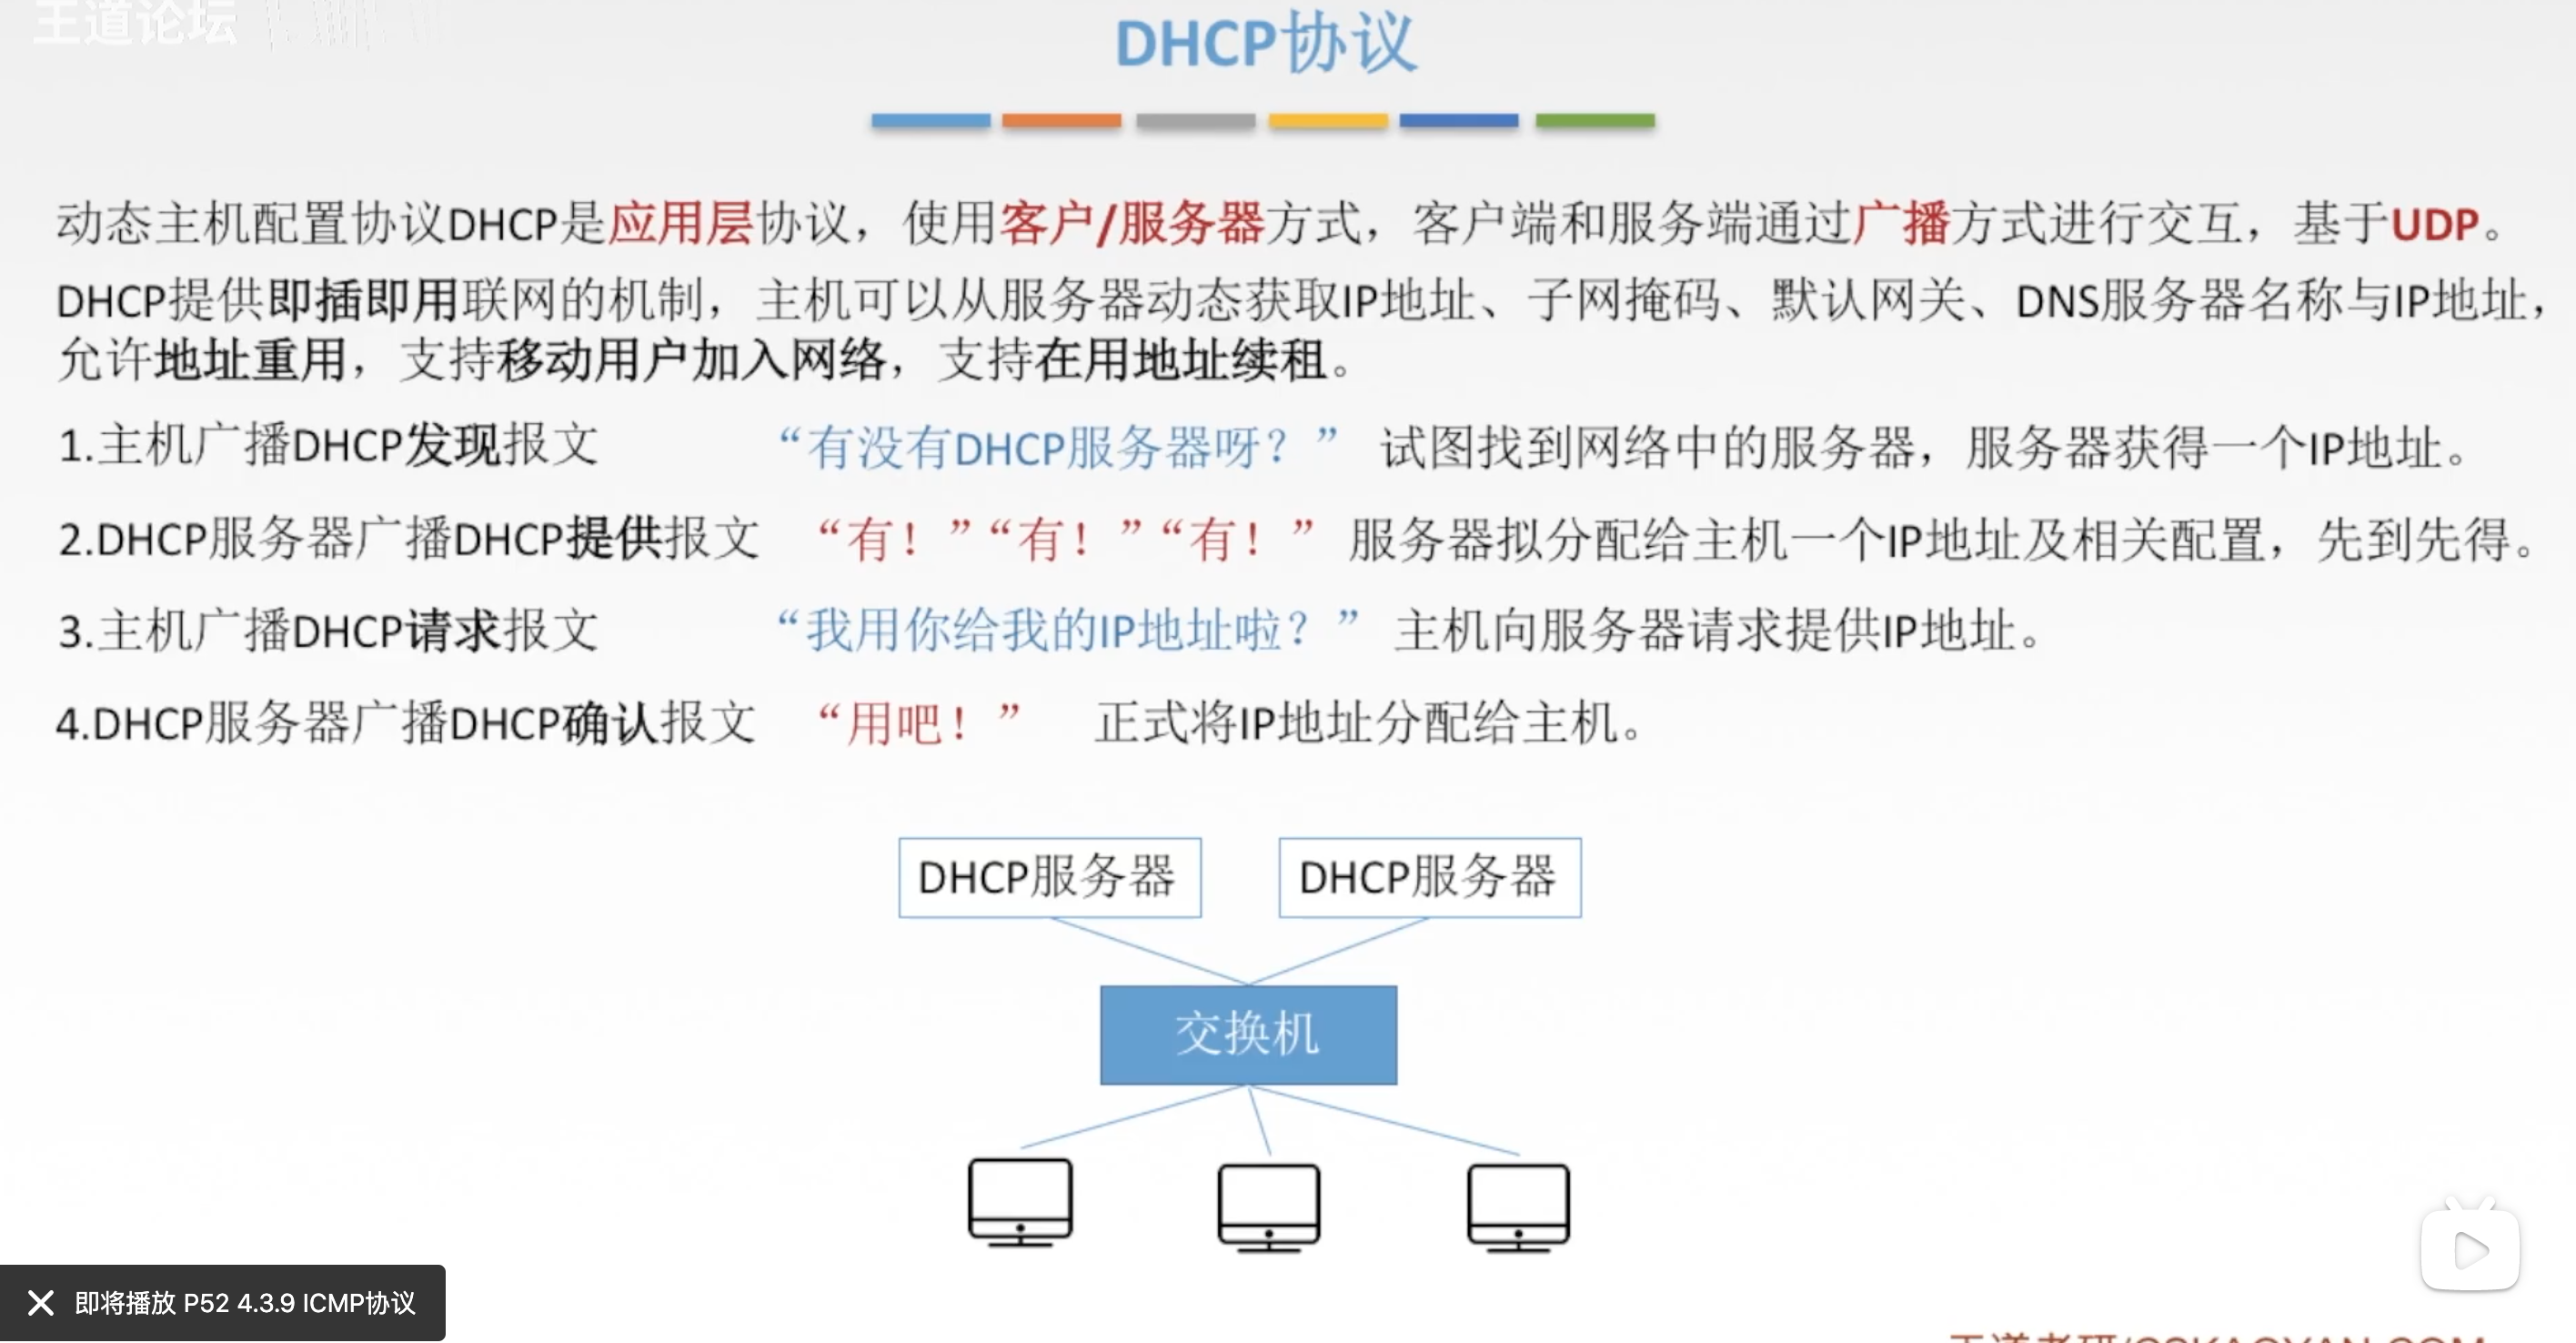 王道论坛
DHCP协议
动态主机配置协议DHCP是应用层协议，使用客户/服务器方式，客户端和服务端通过广播方式进行交互，基于UDP。
DHCP提供即插即用联网的机制，主机可以从服务器动态获取IP地址、子网掩码、默认网关、DNS服务器名称与IP地址，
允许地址重用，支持移动用户加入网络，支持在用地址续租。
1.主机广播DHCP发现报文 “有没有DHCP服务器呀？” 试图找到网络中的服务器，服务器获得一个IP地址。
2.DHCP服务器广播DHCP提供报文 “有！”“有！”“有！” 服务器拟分配给主机一个IP地址及相关配置，先到先得。
3.主机广播DHCP请求报文 “我用你给我的IP地址啦？” 主机向服务器请求提供IP地址。
4.DHCP服务器广播DHCP确认报文 “用吧！” 正式将IP地址分配给主机。
DHCP服务器 DHCP服务器
交换机
即将播放 P52 4.3.9 ICMP协议